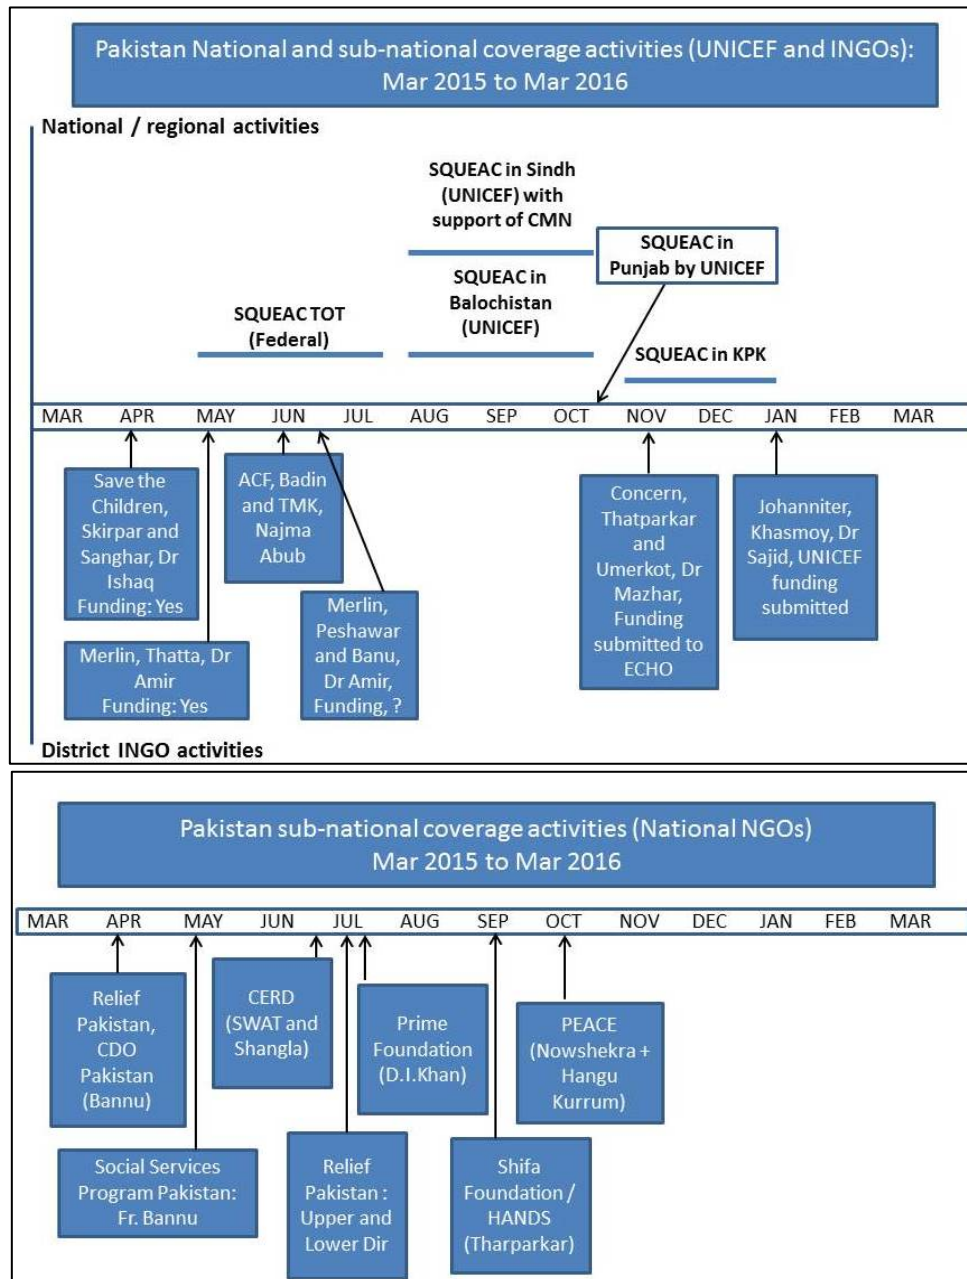 Pakistan National and sub-national coverage activities (UNICEF and INGOs):
Mar 2015 to Mar 2016
National / regional activities
SQUEAC in Sindh
(UNICEF) with
support of CMN
SQUEAC in
Punjab by UNICEF
SQUEAC in
Balochistan
(UNICEF)
SQUEAC TOT
(Federal)
SQUEAC in KPK
MAR APR MAY JUN JUL AUG SEP OCT NOV DEC JAN FEB MAR
Save the
Children,
Skirpar and
Sanghar, Dr
Ishaq
Funding: Yes
Merlin, Thatta, Dr
Amir
Funding: Yes
ACF, Badin
and TMK,
Najma
Abub
Merlin,
Peshawar
and Banu,
Dr Amir,
Funding, ?
Concern,
Thatparkar
and
Umerkot, Dr
Mazhar,
Funding
submitted to
ECHO
Johanniter,
Khasmoy, Dr
Sajid, UNICEF
funding
submitted
District INGO activities
Pakistan sub-national coverage activities (National NGOs)
Mar 2015 to Mar 2016
MAR APR MAY JUN JUL AUG SEP OCT NOV DEC JAN FEB MAR
Relief
Pakistan,
CDO
Pakistan
(Bannu)
Social Services
Program Pakistan:
Fr. Bannu
CERD
(SWAT and
Shangla)
Relief
Pakistan :
Upper and
Lower Dir
Prime
Foundation
(D.I.Khan)
Shifa
Foundation /
HANDS
(Tharparkar)
PEACE
(Nowshekra +
Hangu
Kurrum)